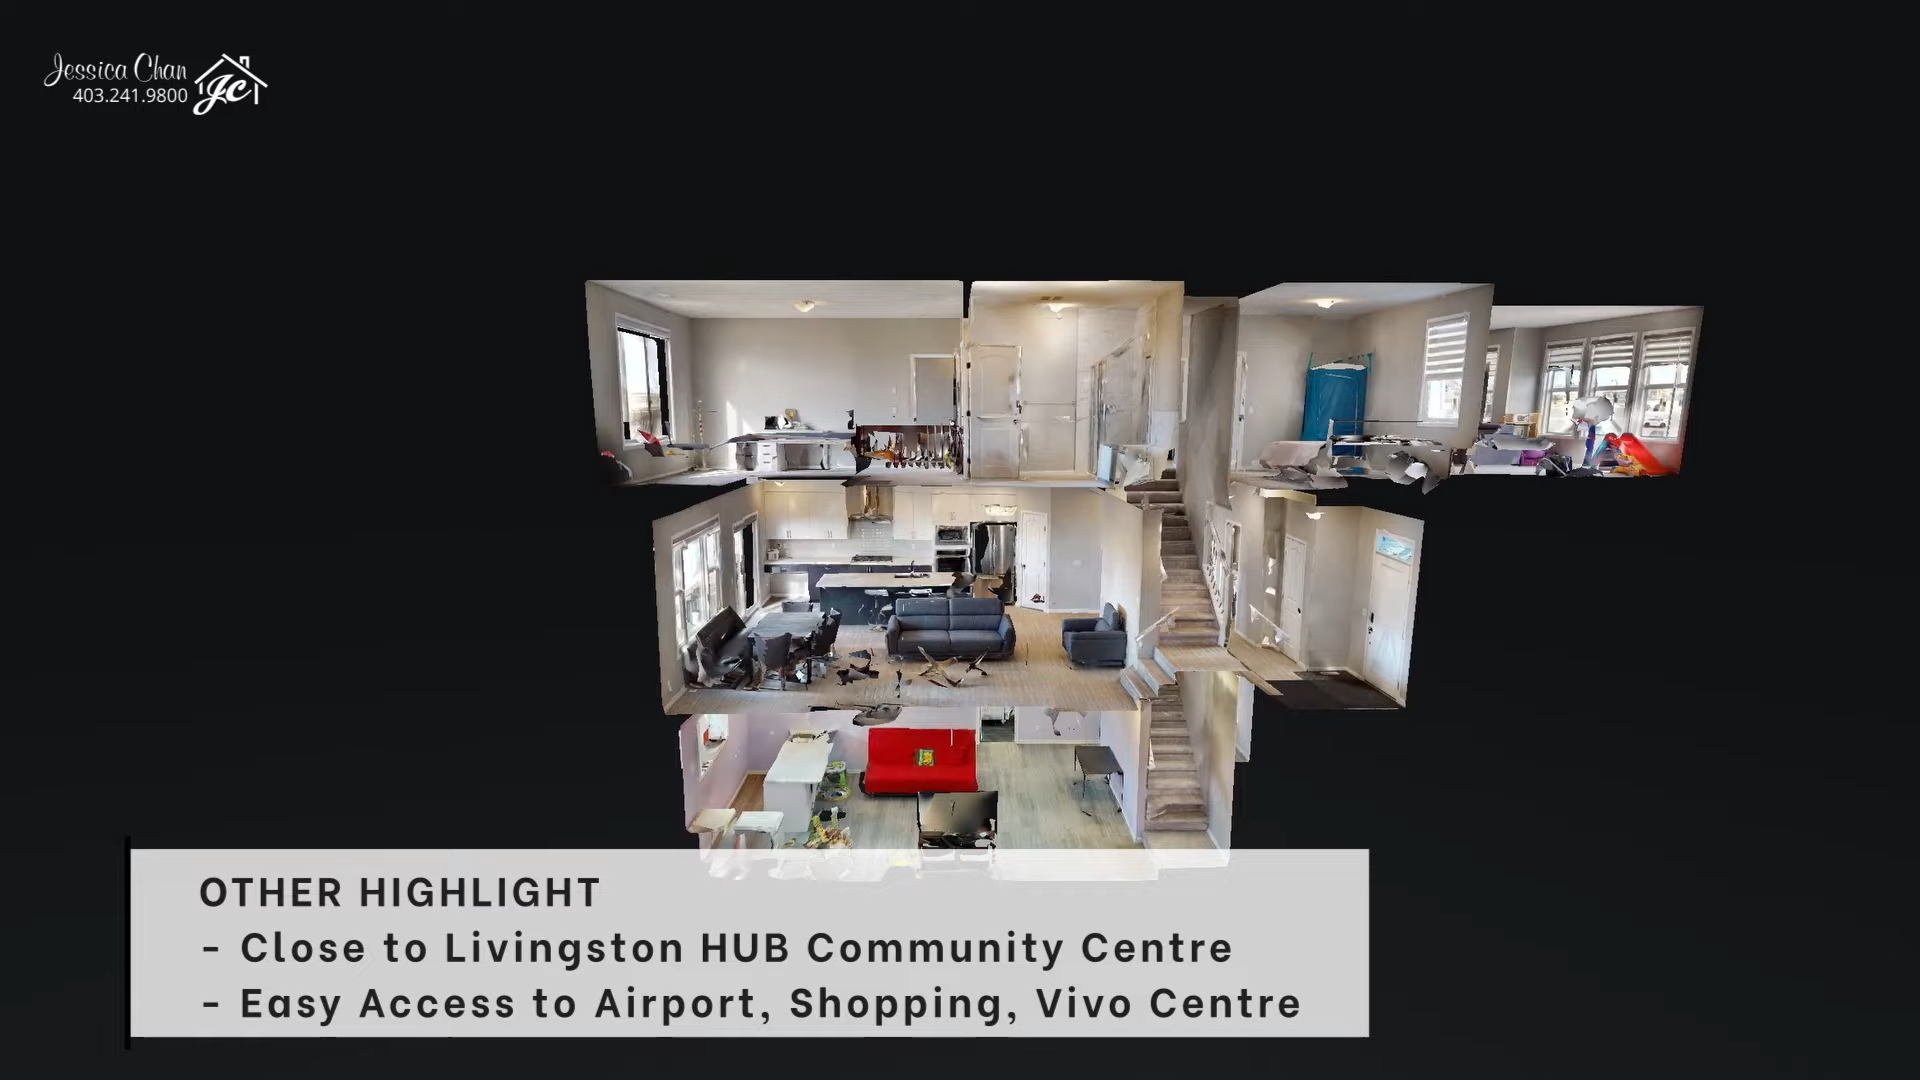 Jessica Chan
403.241.9800
JC
OTHER HIGHLIGHT
- Close to Livingston HUB Community Centre
- Easy Access to Airport, Shopping, Vivo Centre